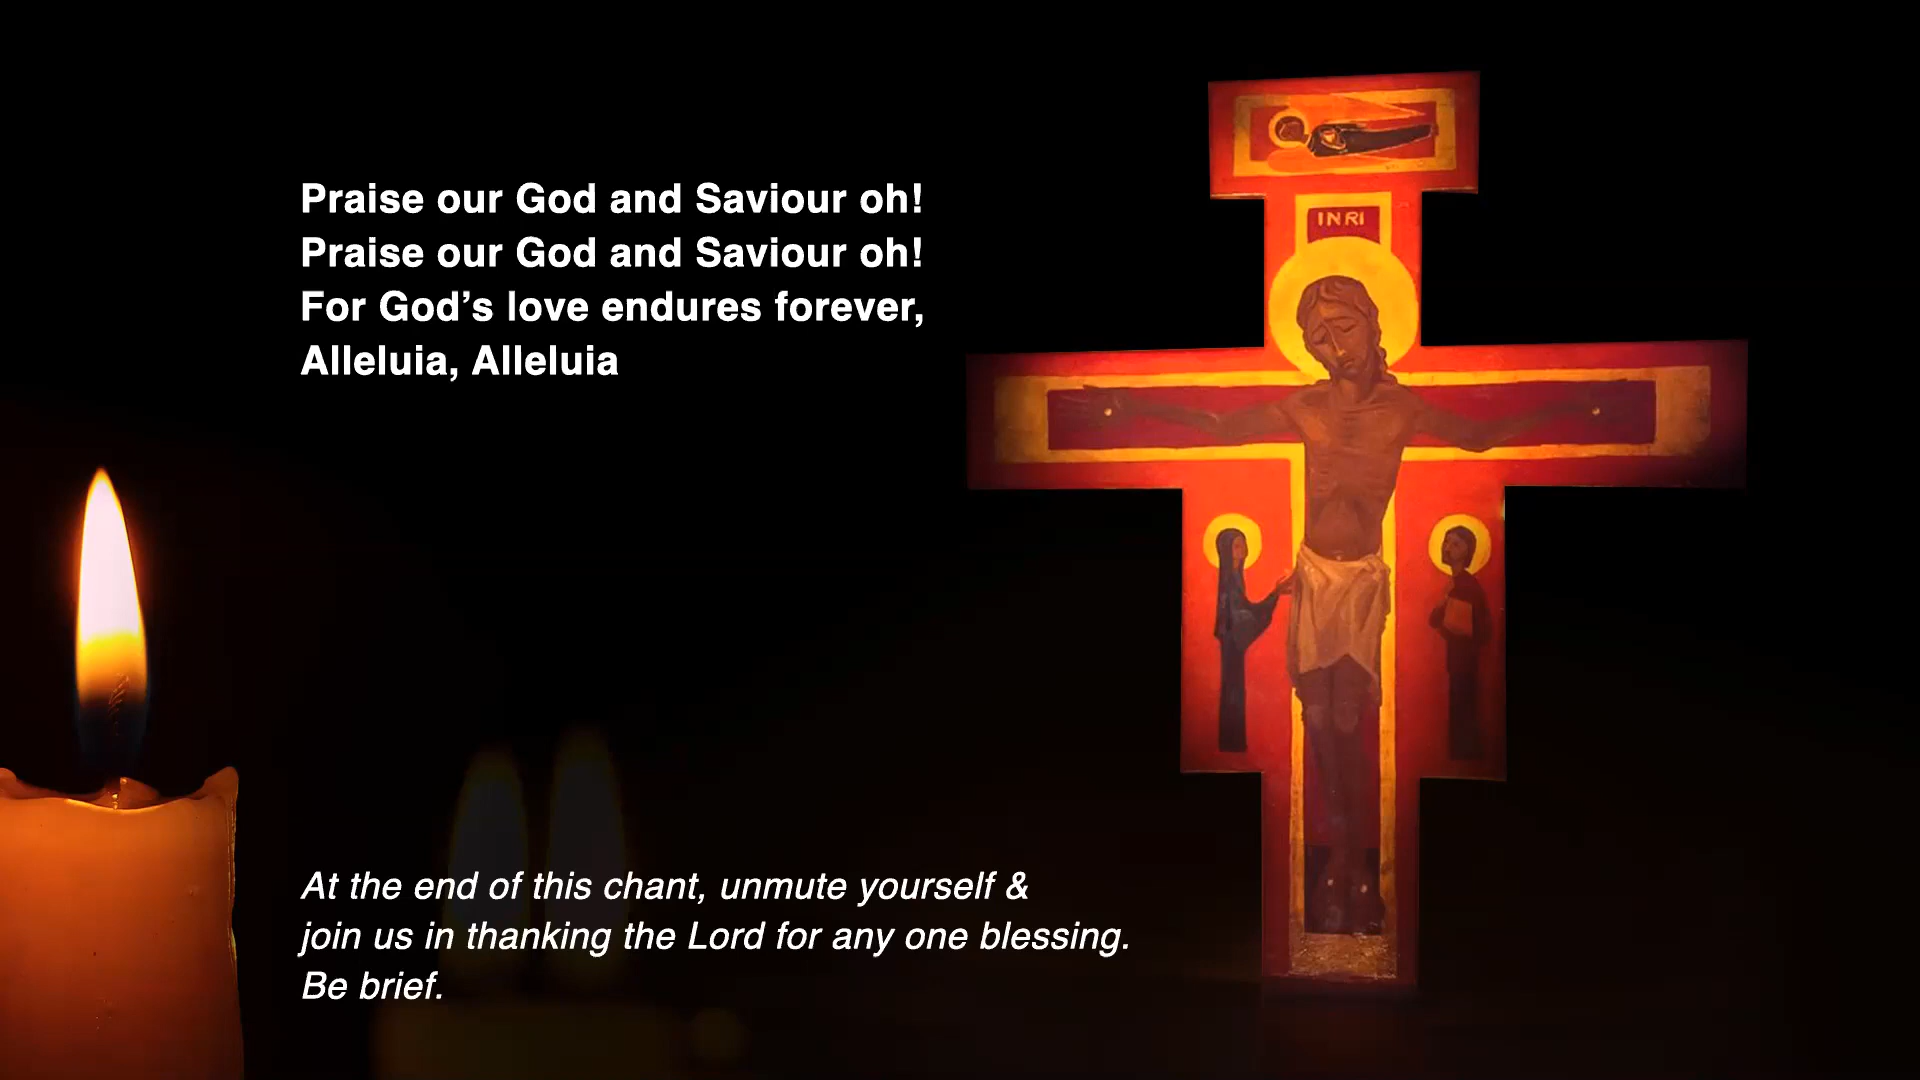 Praise our God and Saviour oh!
Praise our God and Saviour oh!
For God’s love endures forever,
Alleluia, Alleluia
INRI
At the end of this chant, unmute yourself &
join us in thanking the Lord for any one blessing.
Be brief.